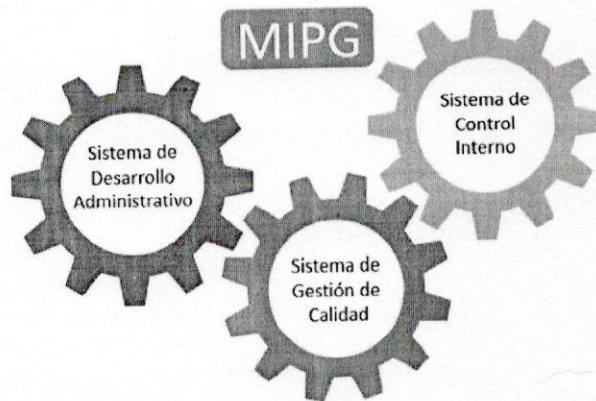 MIPG
Sistema de
Desarrollo
Administrativo
Sistema de
Gestión de
Calidad
Sistema de
Control
Interno